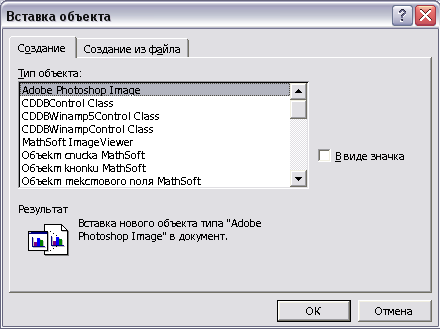 Вставка объекта
Создание
Создание из файла
Тип объекта:
Adobe Photoshop Image
CDDBControl Class
CDDBWinamp5Control Class
CDDBWinampControl Class
MathSoft ImageViewer
Объект списка MathSoft
Объект кнопки MathSoft
Объект текстового поля MathSoft
В виде значка
Результат
Вставка нового объекта типа "Adobe
Photoshop Image" в документ.
ОК
Отмена